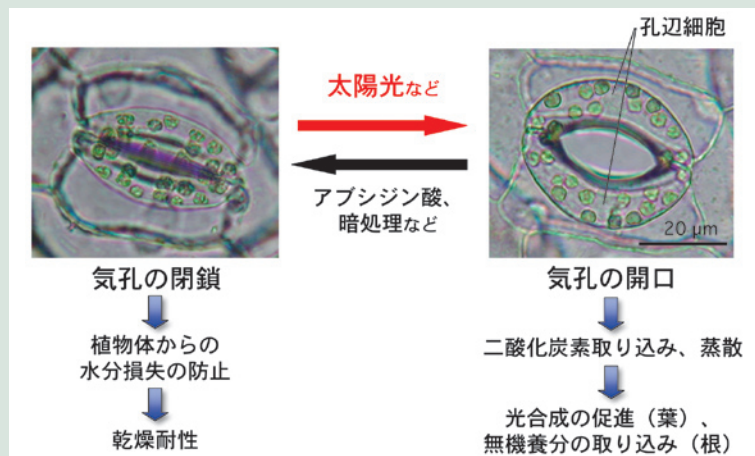 孔辺細胞
太陽光など
アブシジン酸、
暗処理など
20 μm
気孔の閉鎖
気孔の開口
植物体からの
水分損失の防止
二酸化炭素取り込み、蒸散
乾燥耐性
光合成の促進（葉）、
無機養分の取り込み（根）